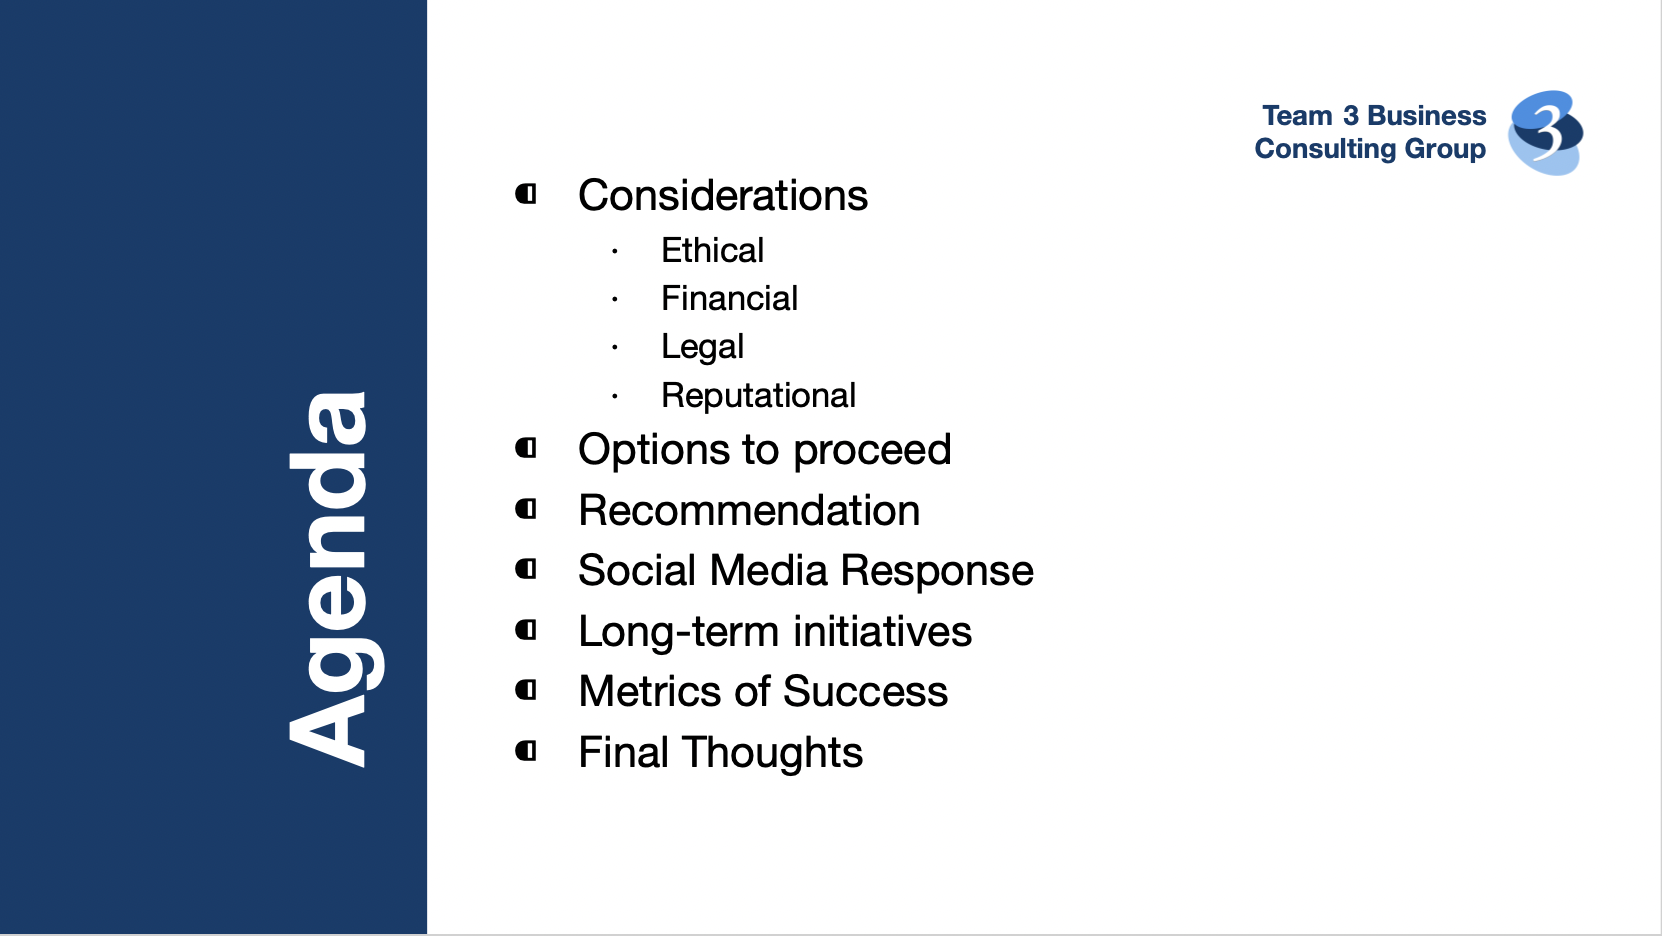 Agenda
Team 3 Business
Consulting Group
3
Considerations
· Ethical
· Financial
· Legal
· Reputational
Options to proceed
Recommendation
Social Media Response
Long-term initiatives
Metrics of Success
Final Thoughts